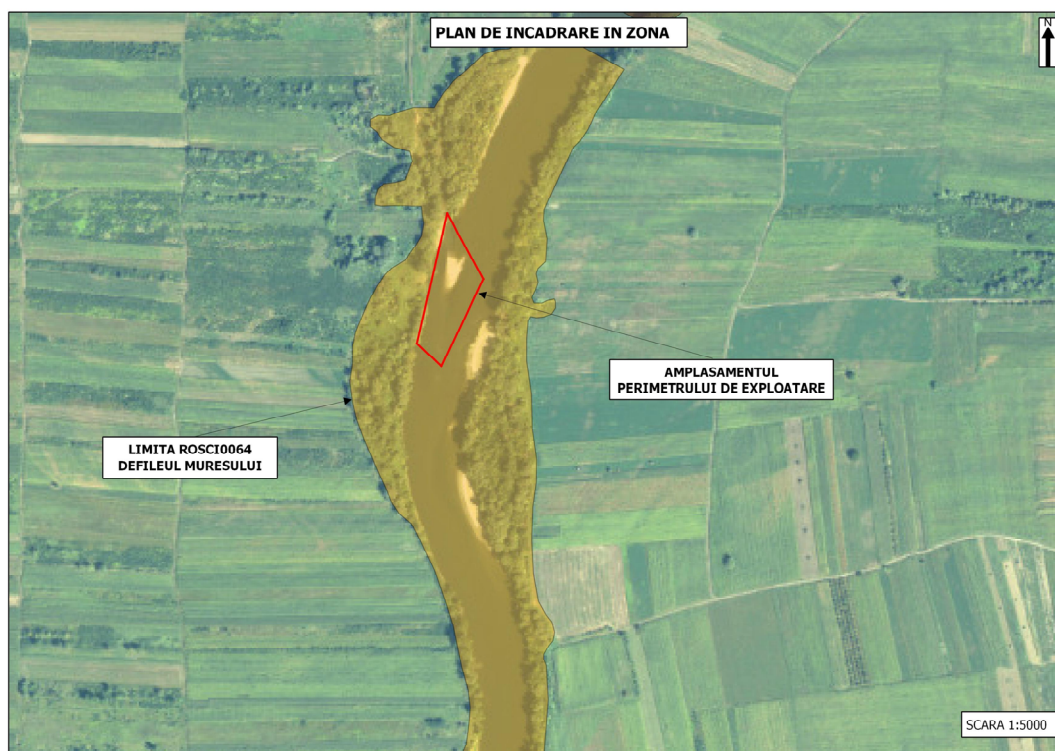 PLAN DE INCADRARE IN ZONA
N
AMPLASAMENTUL
PERIMETRULUI DE EXPLOATARE
LIMITA ROSCI0064
DEFILEUL MURESULUI
SCARA 1:5000